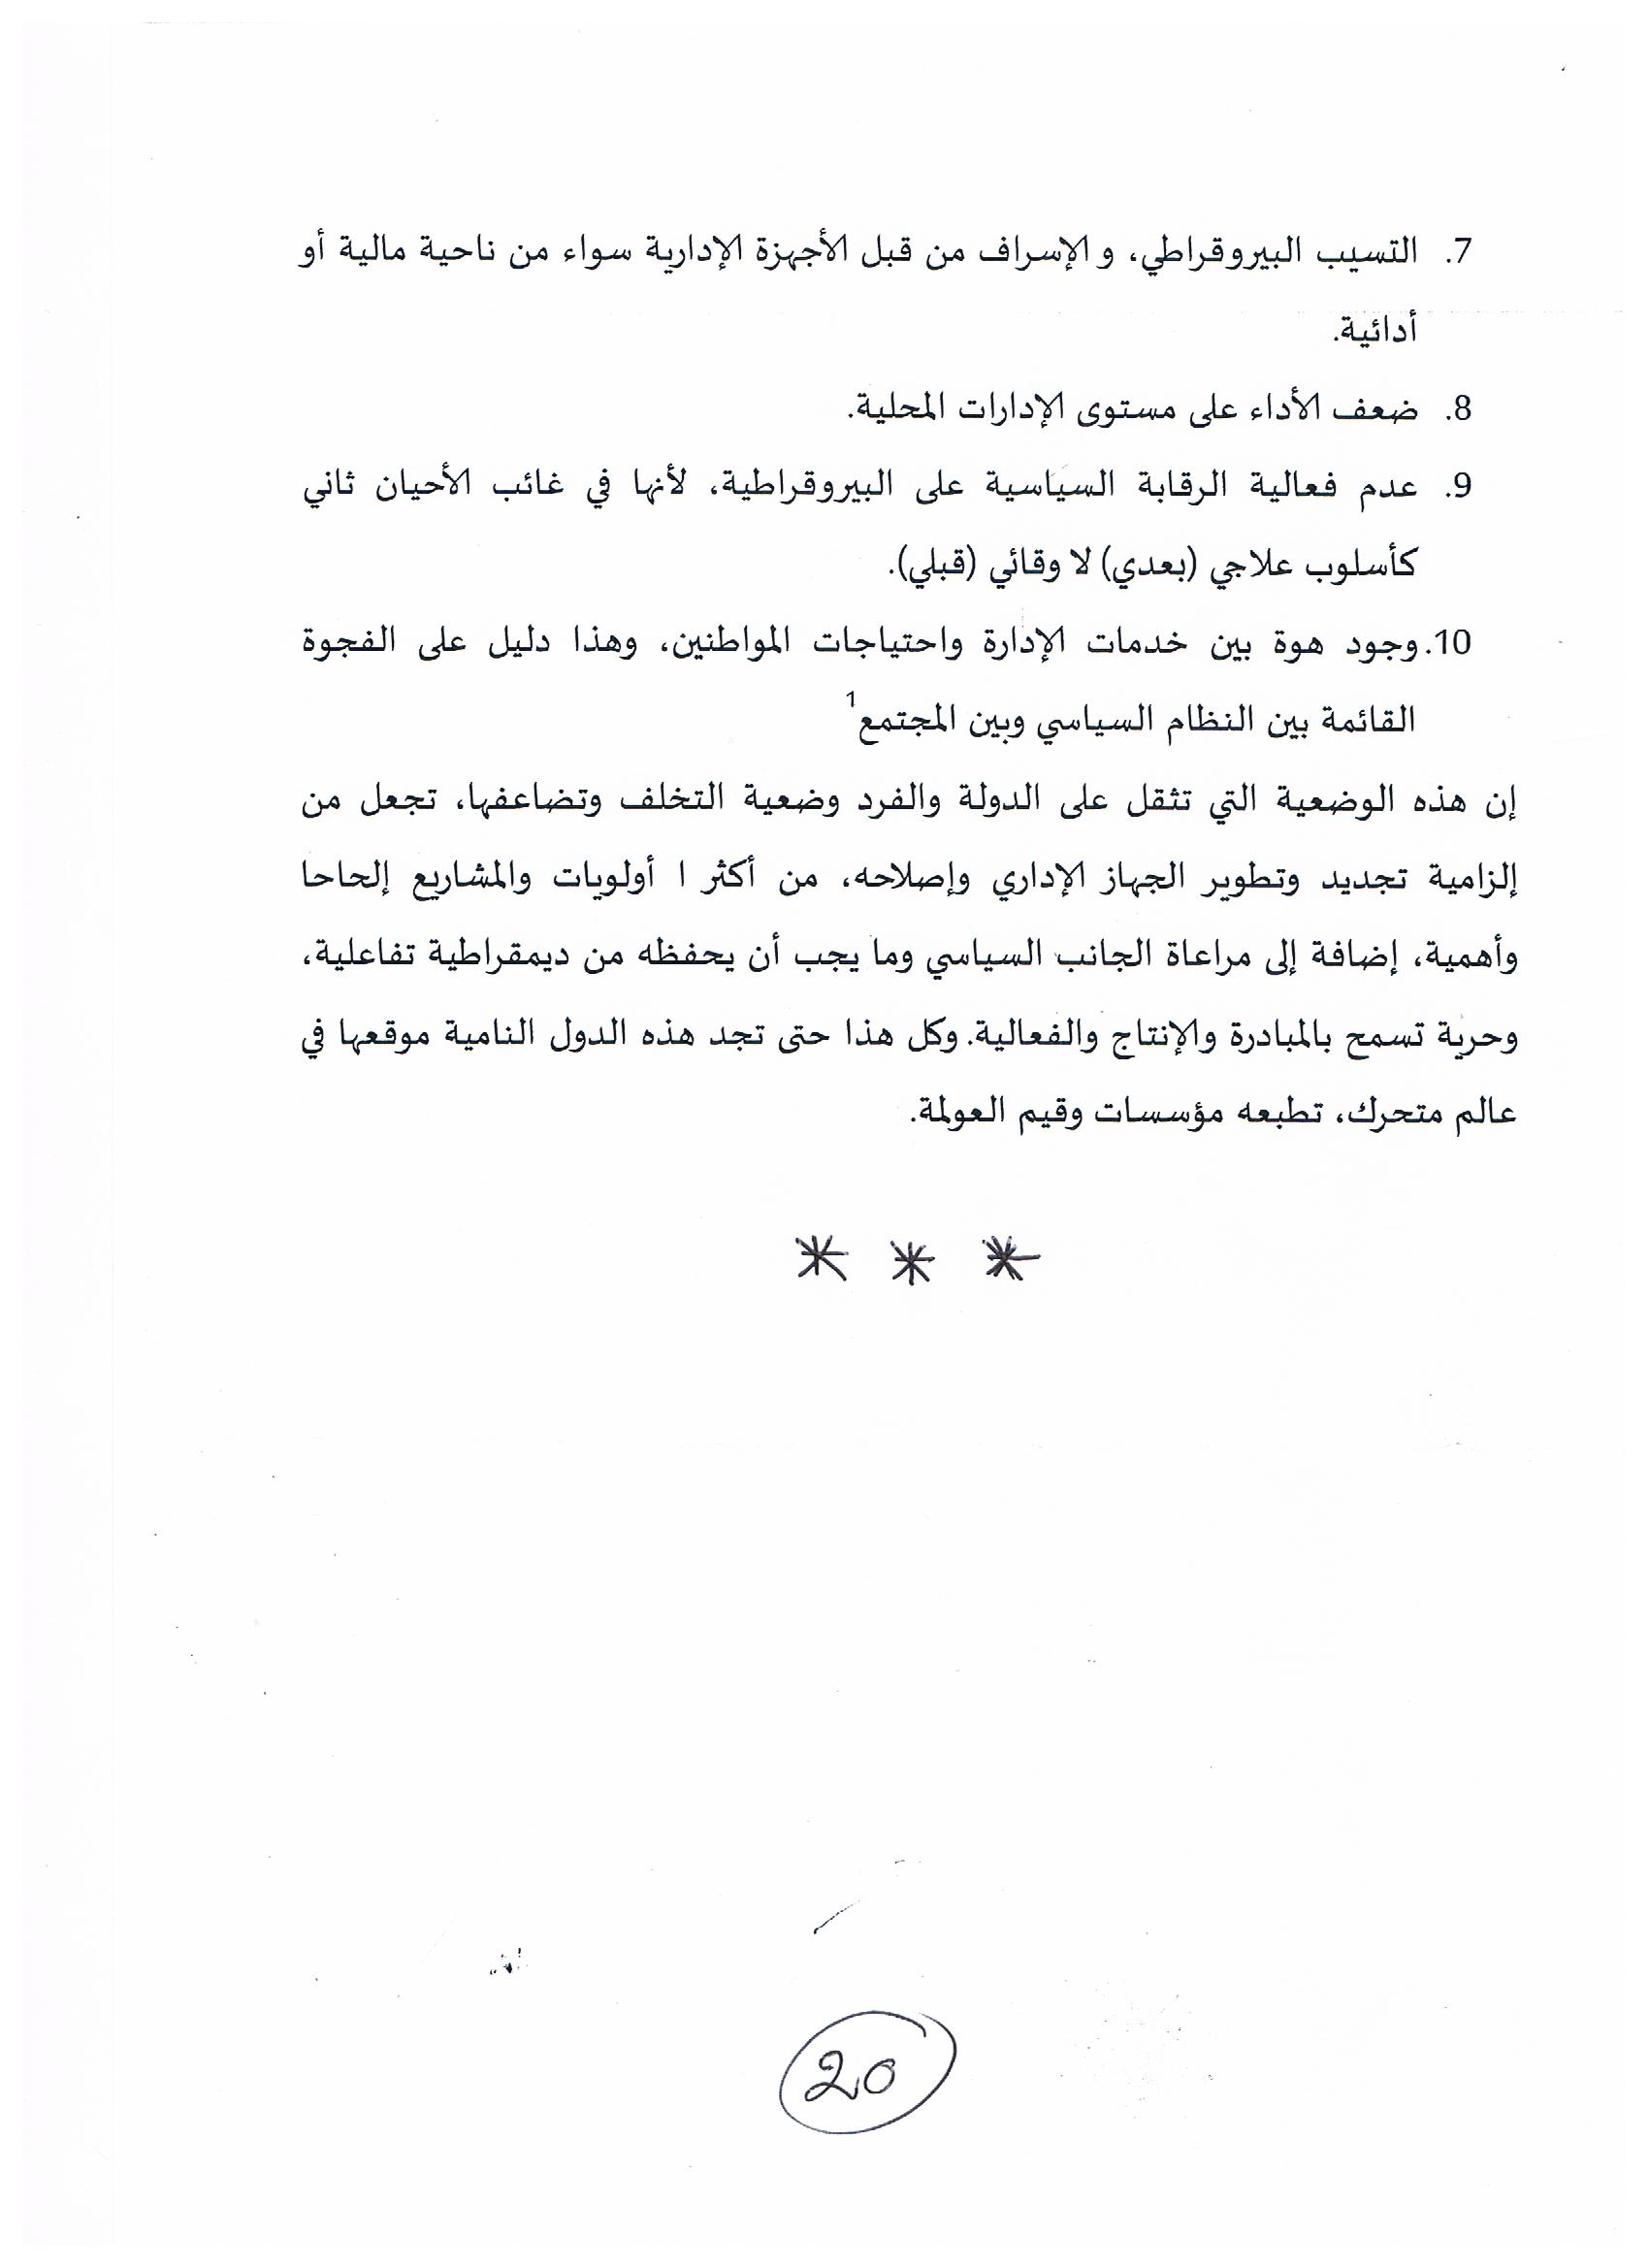 7. التسيب البيروقراطي، و الإسراف من قبل الأجهزة الإدارية سواء من ناحية مالية أو
أدائية.
8. ضعف الأداء على مستوى الإدارات المحلية.
9. عدم فعالية الرقابة السياسية على البيروقراطية، لأنها في غائب الأحيان ثاني
كأسلوب علاجي (بعدي) لا وقائي (قبلي).
10. وجود هوة بين خدمات الإدارة واحتياجات المواطنين، وهذا دليل على الفجوة
القائمة بين النظام السياسي وبين المجتمع1
إن هذه الوضعية التي تثقل على الدولة والفرد وضعية التخلف وتضاعفها، تجعل من
إلزامية تجديد وتطوير الجهاز الإداري وإصلاحه، من أكثر ا أولويات والمشاريع إلحاحا
وأهمية، إضافة إلى مراعاة الجانب السياسي وما يجب أن يحفظه من ديمقراطية تفاعلية،
وحرية تسمح بالمبادرة والإنتاج والفعالية. وكل هذا حتى تجد هذه الدول النامية موقعها في
عالم متحرك، تطبعه مؤسسات وقيم العولمة.
* * *
20